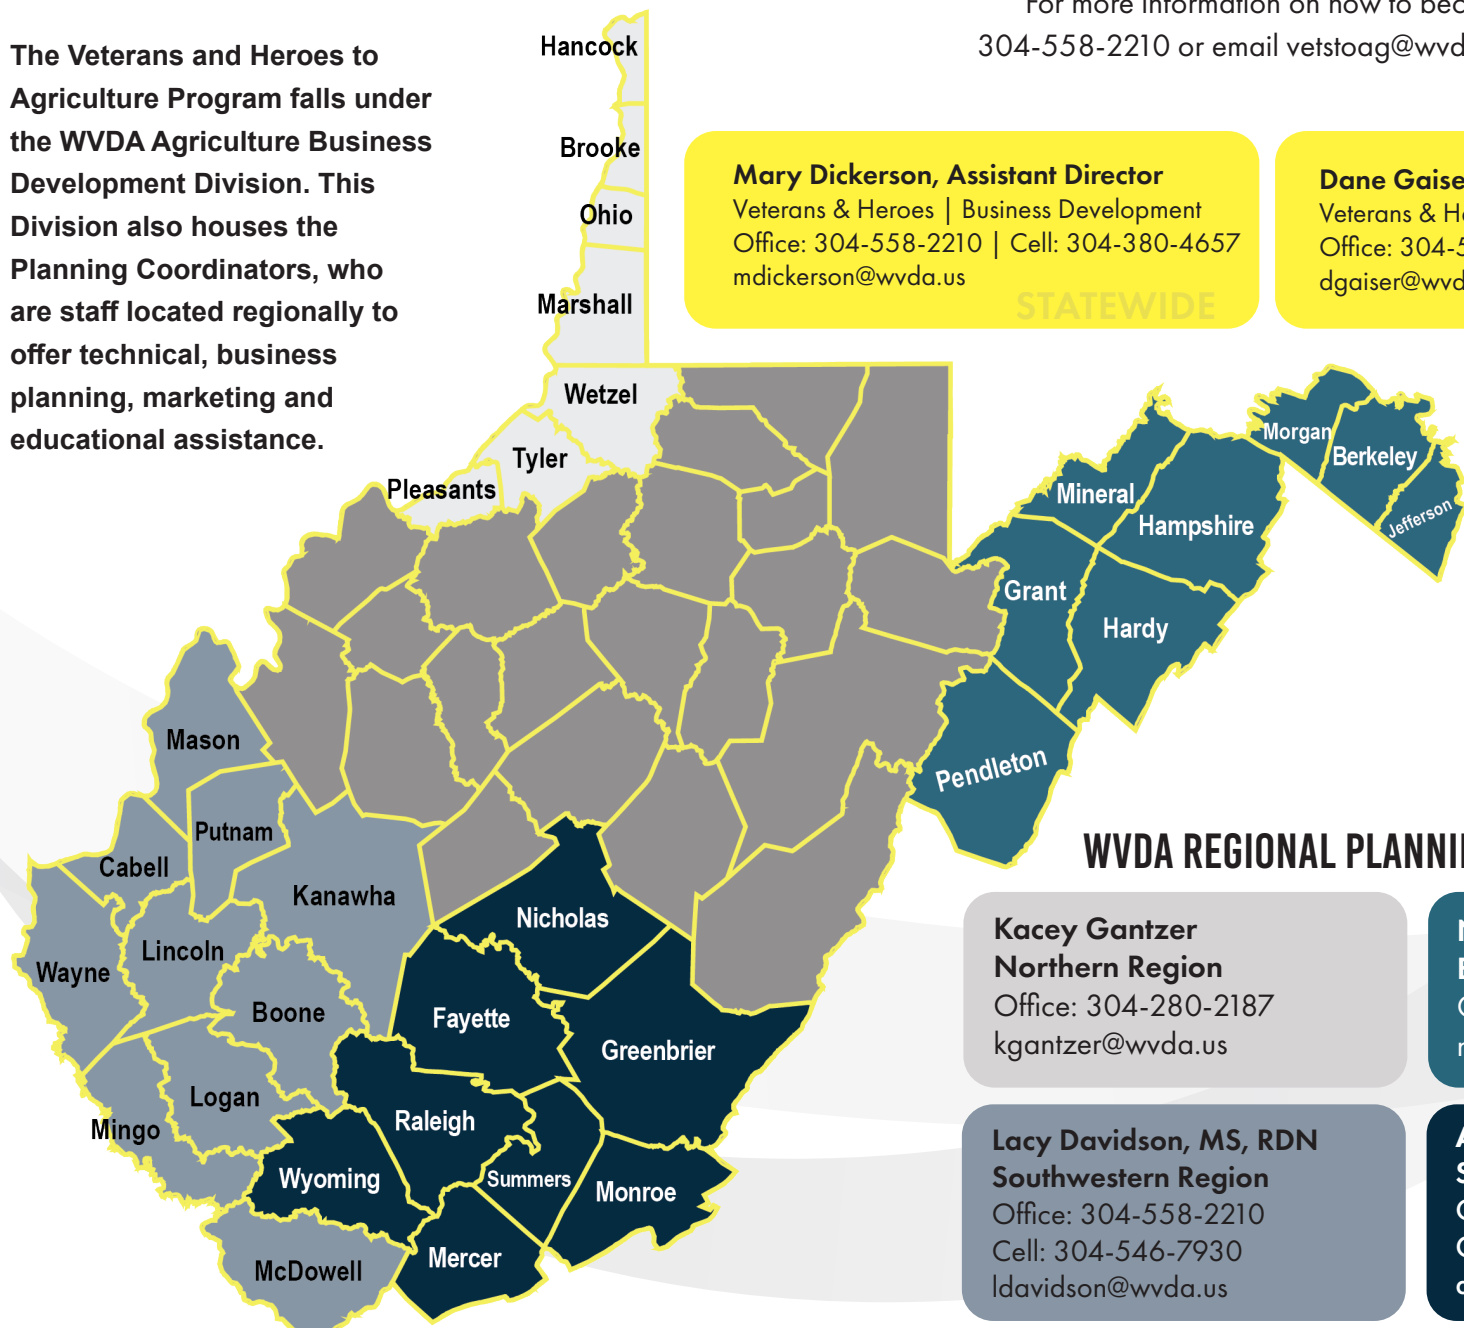 For more information on how to bec
304-558-2210 or email vetstoag@wvd
The Veterans and Heroes to
Agriculture Program falls under
the WVDA Agriculture Business
Development Division. This
Division also houses the
Planning Coordinators, who
are staff located regionally to
offer technical, business
planning, marketing and
educational assistance.
Mary Dickerson, Assistant Director
Veterans & Heroes | Business Development
Office: 304-558-2210 | Cell: 304-380-4657
mdickerson@wvda.us
STATEWIDE
Dane Gaise
Veterans & He
Office: 304-5
dgaiser@wvd
Hancock
Brooke
Ohio
Marshall
Wetzel
Tyler
Pleasants
Morgan
Berkeley
Jefferson
Mineral
Hampshire
Grant
Hardy
Pendleton
Mason
Putnam
Cabell
Kanawha
Wayne
Lincoln
Boone
Logan
Mingo
McDowell
Nicholas
Fayette
Greenbrier
Raleigh
Wyoming
Summers
Monroe
Mercer
WVDA REGIONAL PLANNI
Kacey Gantzer
Northern Region
Office: 304-280-2187
kgantzer@wvda.us
Lacy Davidson, MS, RDN
Southwestern Region
Office: 304-558-2210
Cell: 304-546-7930
ldavidson@wvda.us